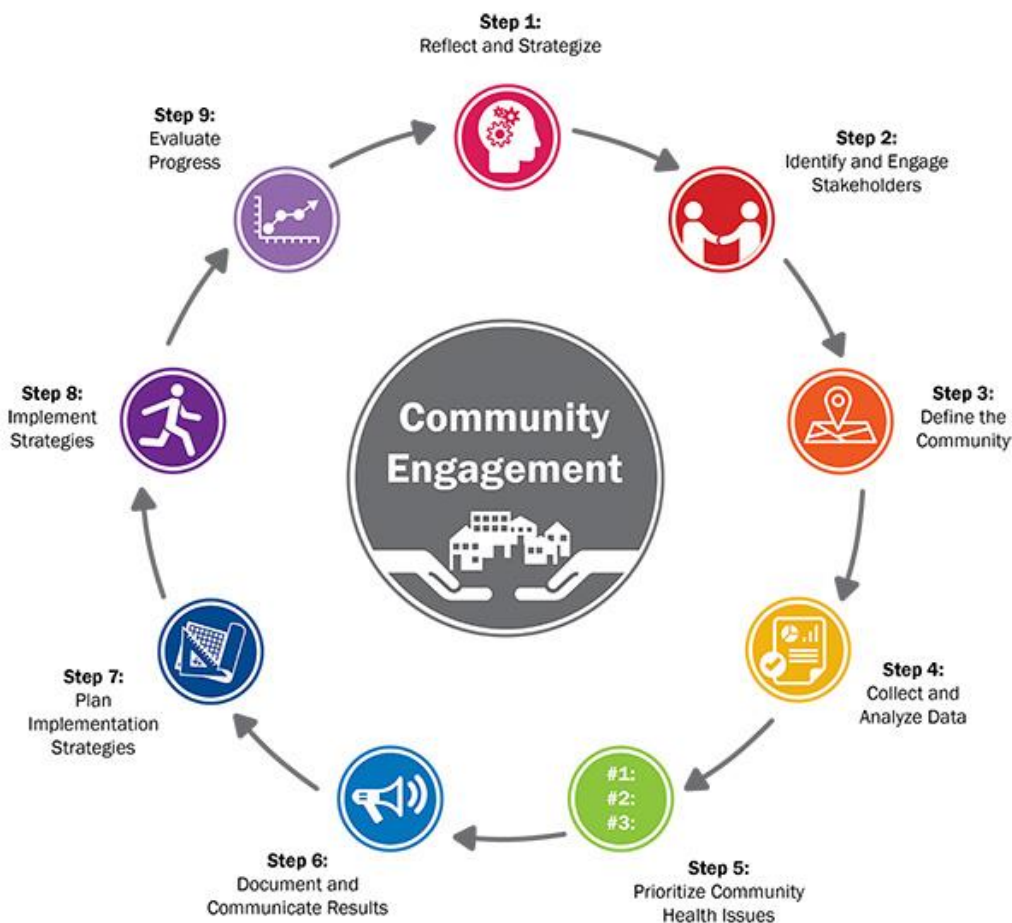 Step 1:
Reflect and Strategize
Step 2:
Identify and Engage
Stakeholders
Step 3:
Define the
Community
Step 4:
Collect and
Analyze Data
#1:
#2:
#3:
Step 5:
Prioritize Community
Health Issues
Step 6:
Document and
Communicate Results
Step 7:
Plan
Implementation
Strategies
Step 8:
Implement
Strategies
Step 9:
Evaluate
Progress
Community
Engagement